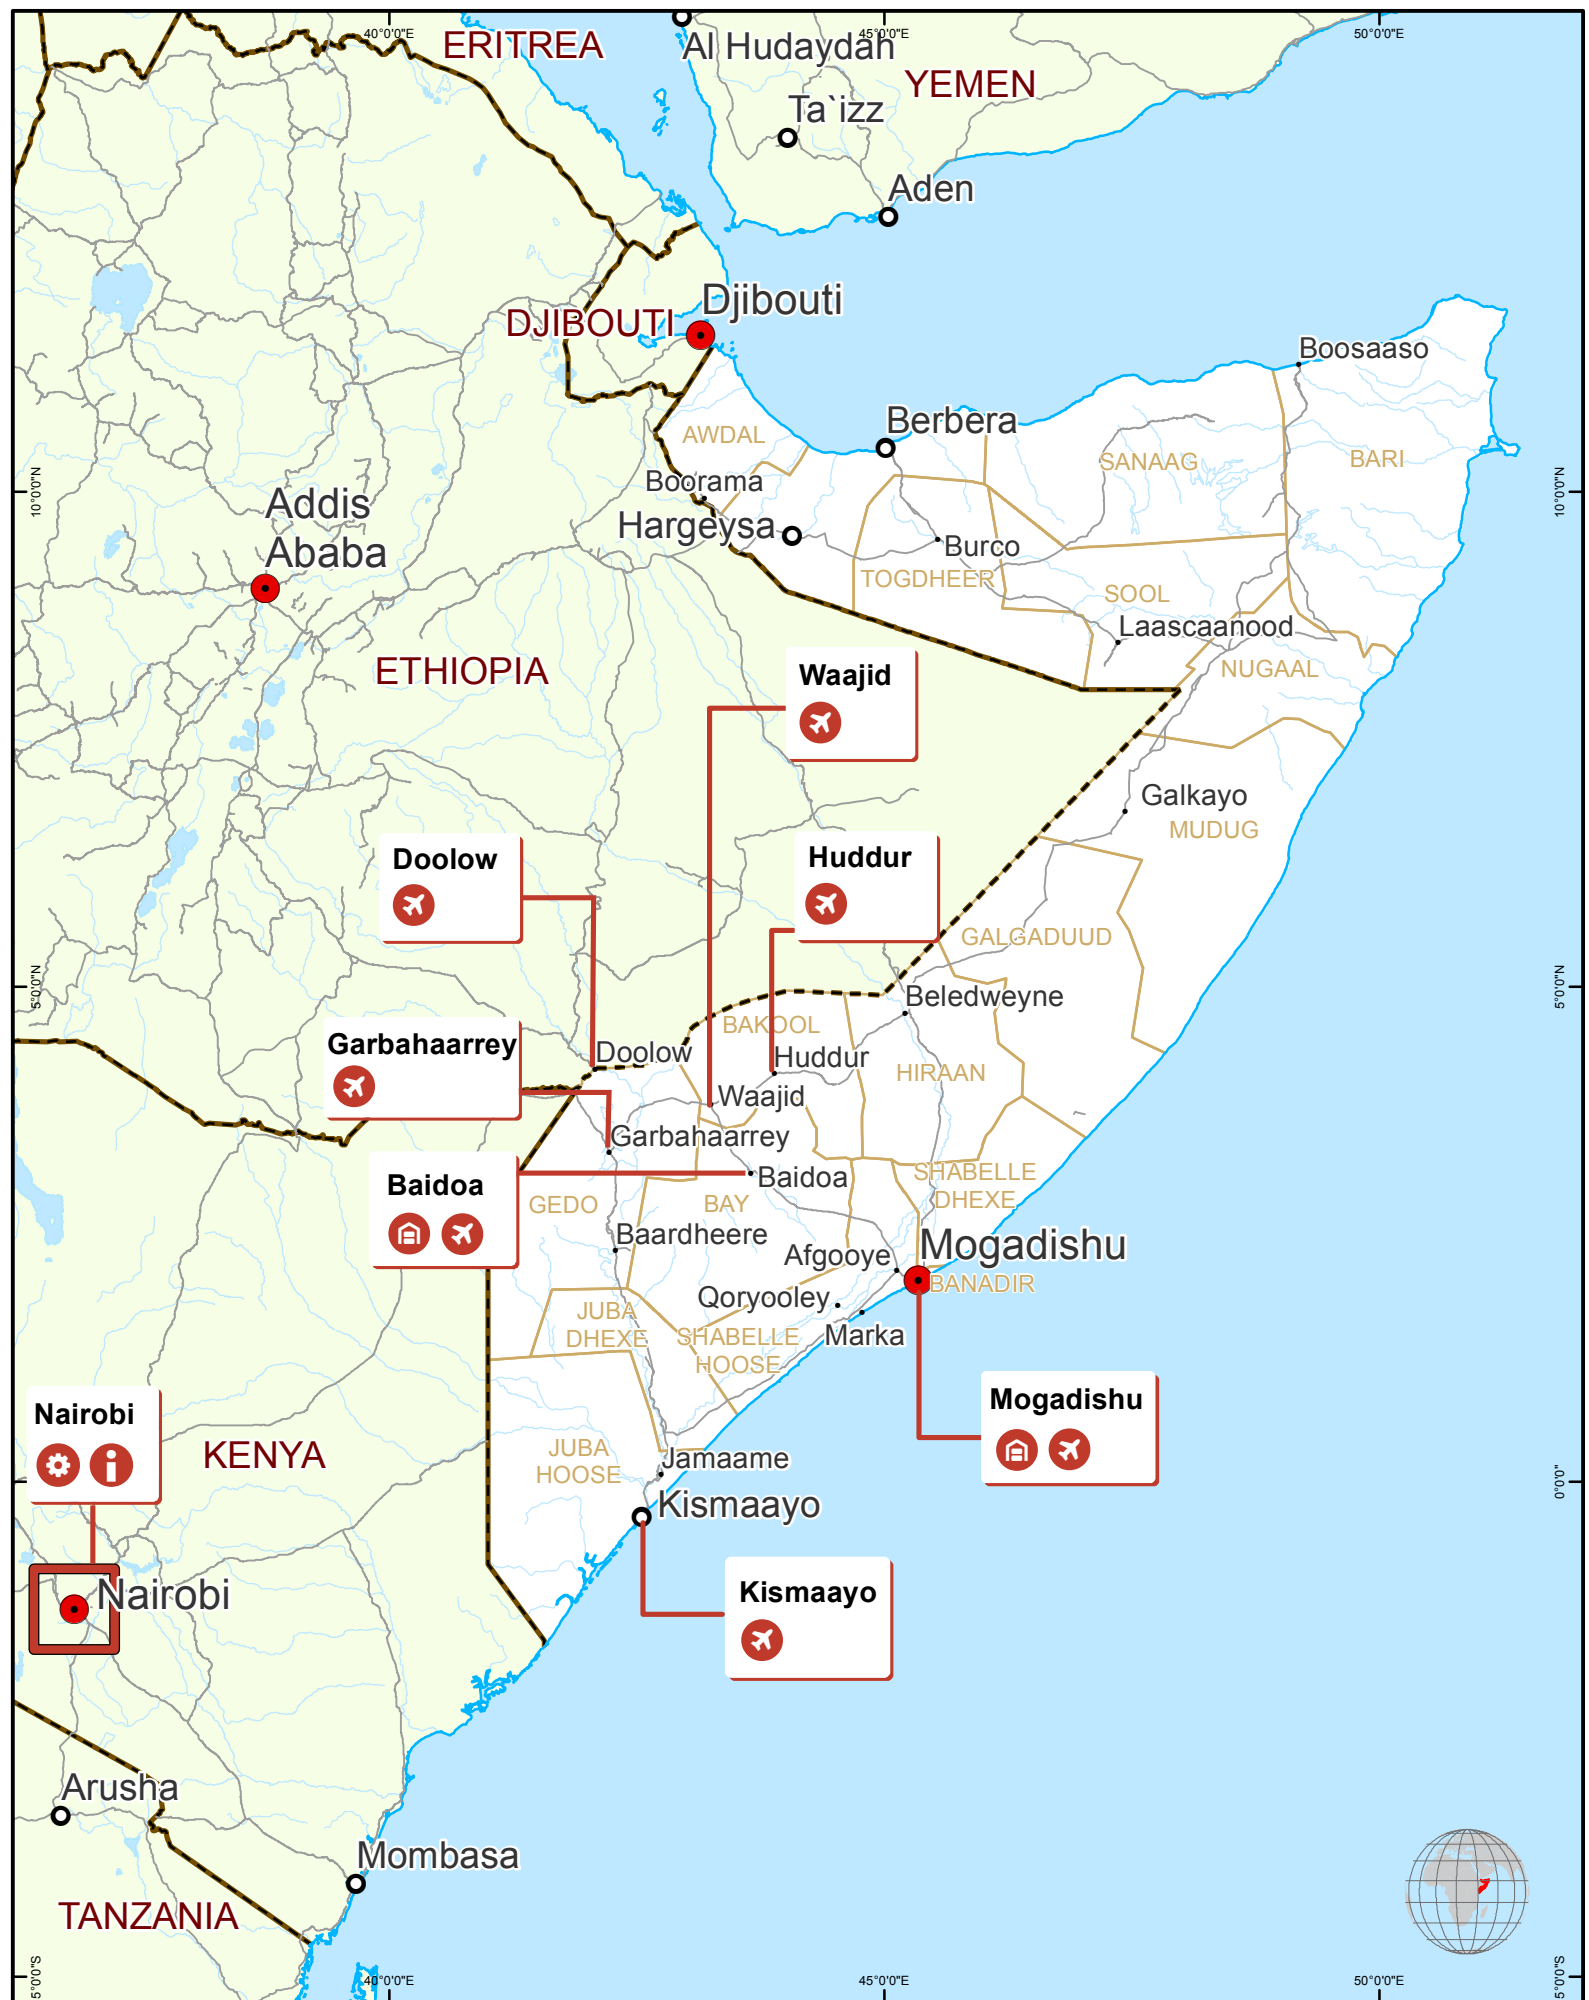 40°0'0"E
45°0'0"E
50°0'0"E
ERITREA
Al Hudaydah
YEMEN
Ta`izz
Aden
Djibouti
DJIBOUTI
Boosaaso
Berbera
AWDAL
SANAAG
BARI
Boorama
10°0'0"N
10°0'0"N
Addis
Ababa
Hargeysa
Burco
TOGDHEER
SOOL
Laascaanood
ETHIOPIA
NUGAAL
Waajid
Galkayo
MUDUG
Doolow
Huddur
GALGADUUD
5°0'0"N
5°0'0"N
Beledweyne
BAKOOL
Garbahaarrey
Doolow
Huddur
HIRAAN
Waajid
Garbahaarrey
Baidoa
Baidoa
SHABELLE
DHEXE
GEDO
BAY
Baardheere
Afgooye
Mogadishu
BANADIR
Qoryooley
JUBA
DHEXE
SHABELLE
HOOSE
Marka
Mogadishu
Nairobi
KENYA
JUBA
HOOSE
Jamaame
0°0'0"
Kismaayo
Kismaayo
Nairobi
Arusha
Mombasa
TANZANIA
5°0'0"S
5°0'0"S
40°0'0"E
45°0'0"E
50°0'0"E